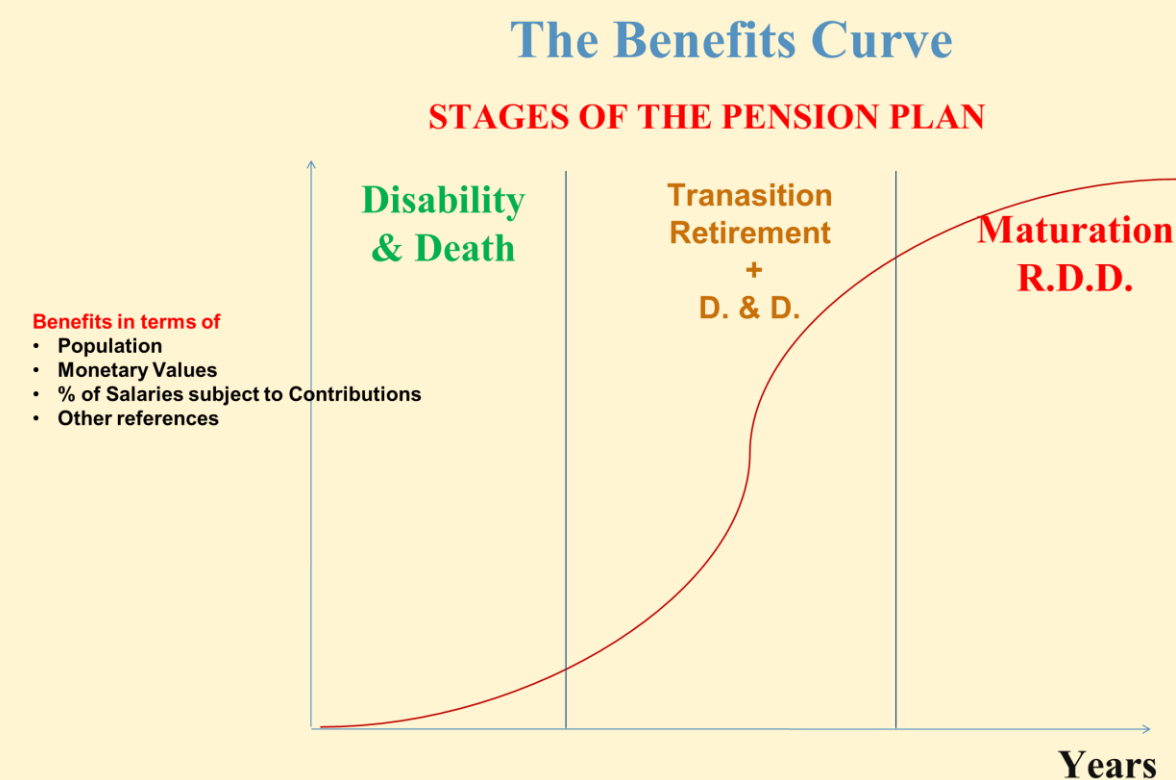 The Benefits Curve
STAGES OF THE PENSION PLAN
Disability
& Death
Tranasition
Retirement
+
D. & D.
Maturation
R.D.D.
Benefits in terms of
• Population
• Monetary Values
• % of Salaries subject to Contributions
• Other references
Years